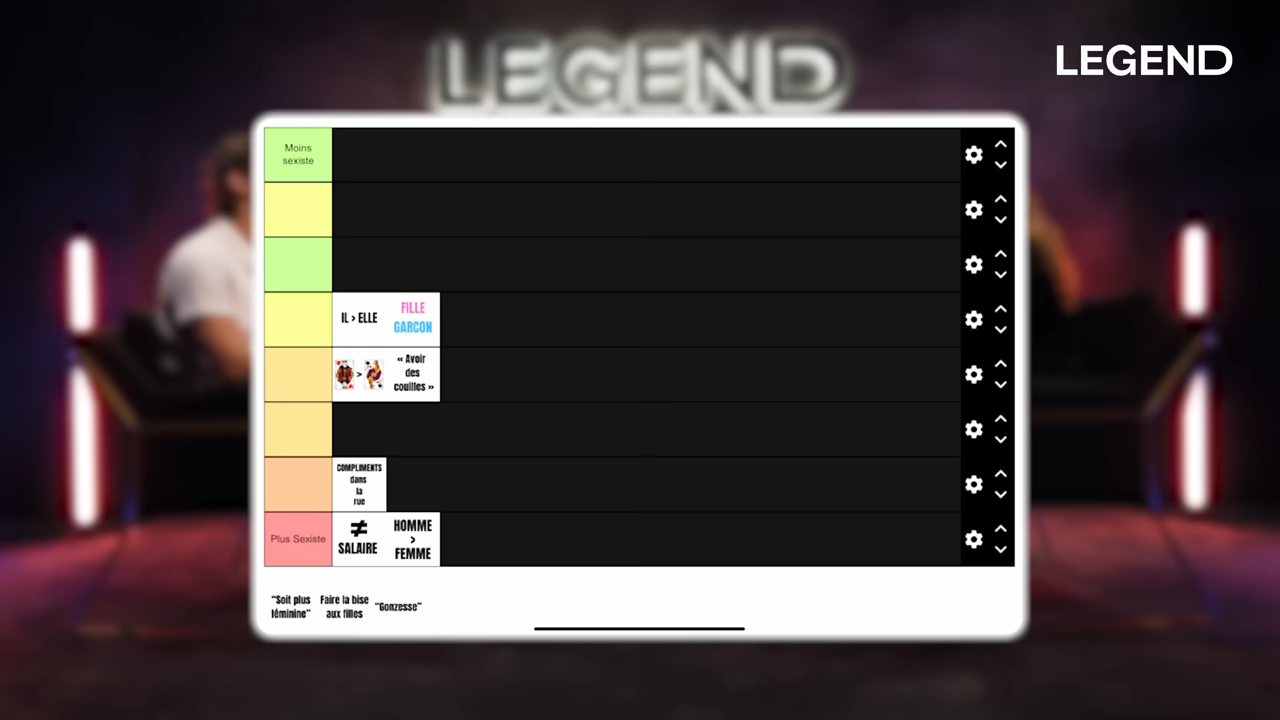 LEGEND
LEGEND
Moins
sexiste
IL > ELLE
FILLE
GARCON
>
« Avoir
des
couilles »
COMPLIMENTS
dans
la
rue
Plus Sexiste
≠
SALAIRE
HOMME
>
FEMME
"Soit plus
féminine"
Faire la bise
aux filles
"Gonzesse"